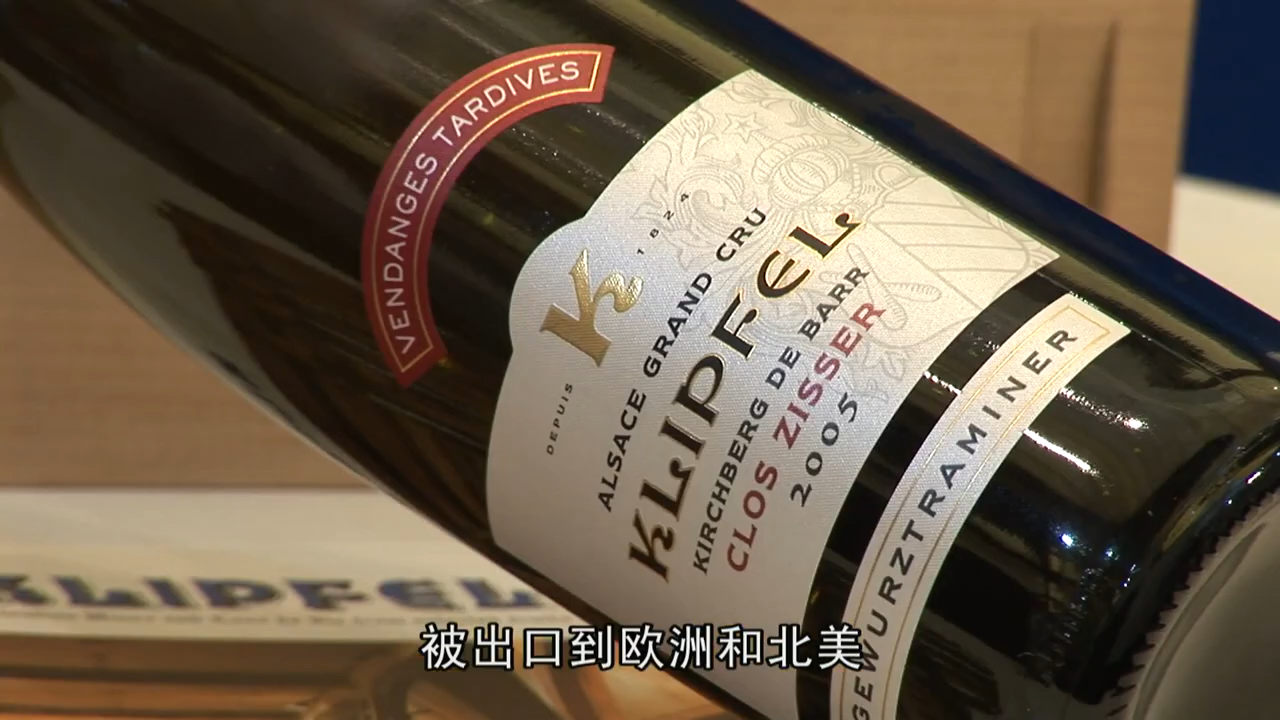 VENDANGES TARDIVES
K
DEPUIS 1824
ALSACE GRAND CRU
KLIPFEL
KIRCHBERG DE BARR
CLOS ZISSER
2005
GEWURZTRAMINER
KLIPFEL
被出口到欧洲和北美